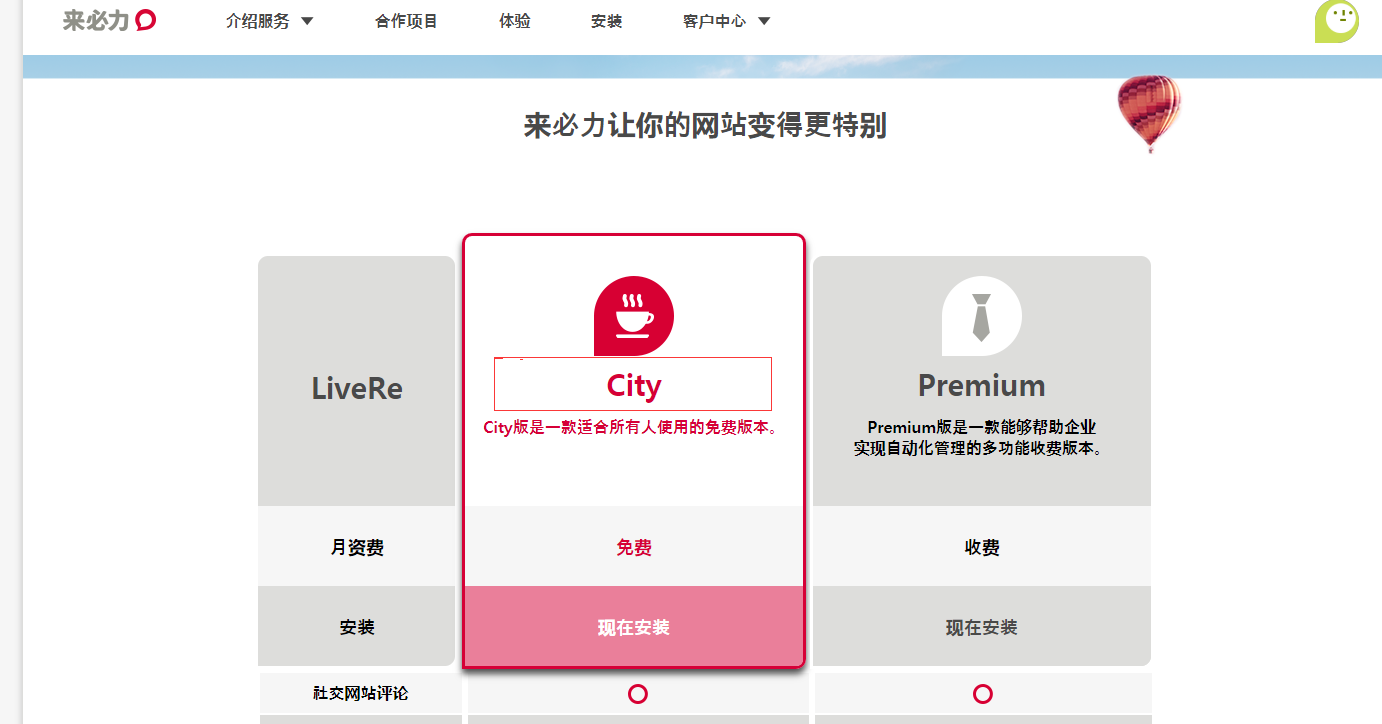 来必力
介绍服务
合作项目
体验
安装
客户中心
来必力让你的网站变得更特别
LiveRe
City
City版是一款适合所有人使用的免费版本。
Premium
Premium版是一款能够帮助企业
实现自动化管理的多功能收费版本。
月资费
免费
收费
安装
现在安装
现在安装
社交网站评论